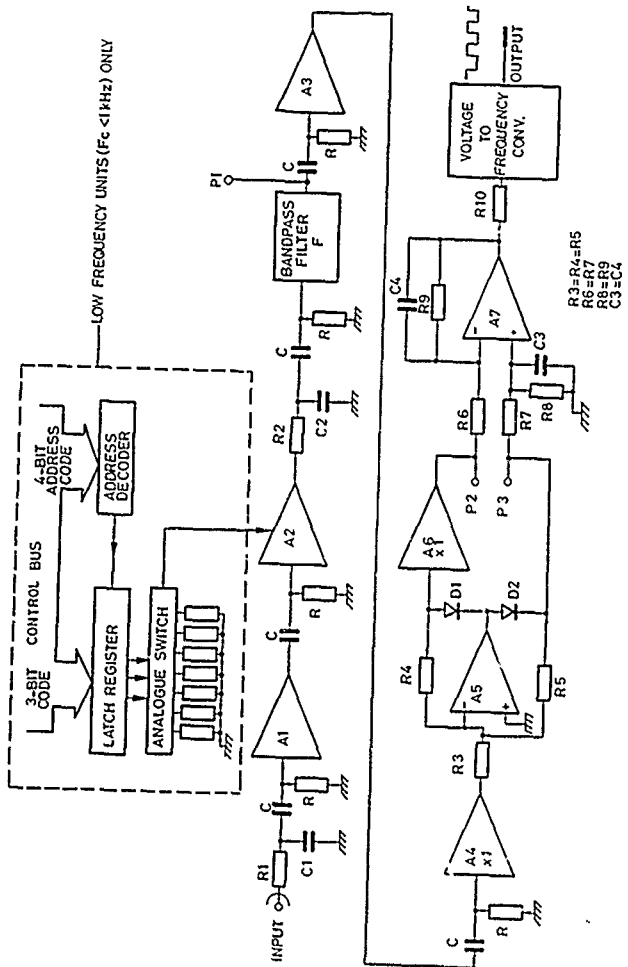 LOW FREQUENCY UNITS (Fc <1kHz) ONLY
3-BIT CODE
CONTROL BUS
4-BIT ADDRESS CODE
LATCH REGISTER
ADDRESS DECODER
ANALOGUE SWITCH
INPUT
R1
C1
C
R
A1
C
R
A2
R2
C2
C
R
BANDPASS FILTER F
P1
C
R
A3
C
R
A4
x1
R3
R4
A5
-
+
R5
D1
D2
A6
x1
P2
P3
R6
R7
R8
C3
C4
R9
-
+
A7
R10
VOLTAGE TO FREQUENCY CONV.
OUTPUT
R3=R4=R5
R6=R7
R8=R9
C3=C4